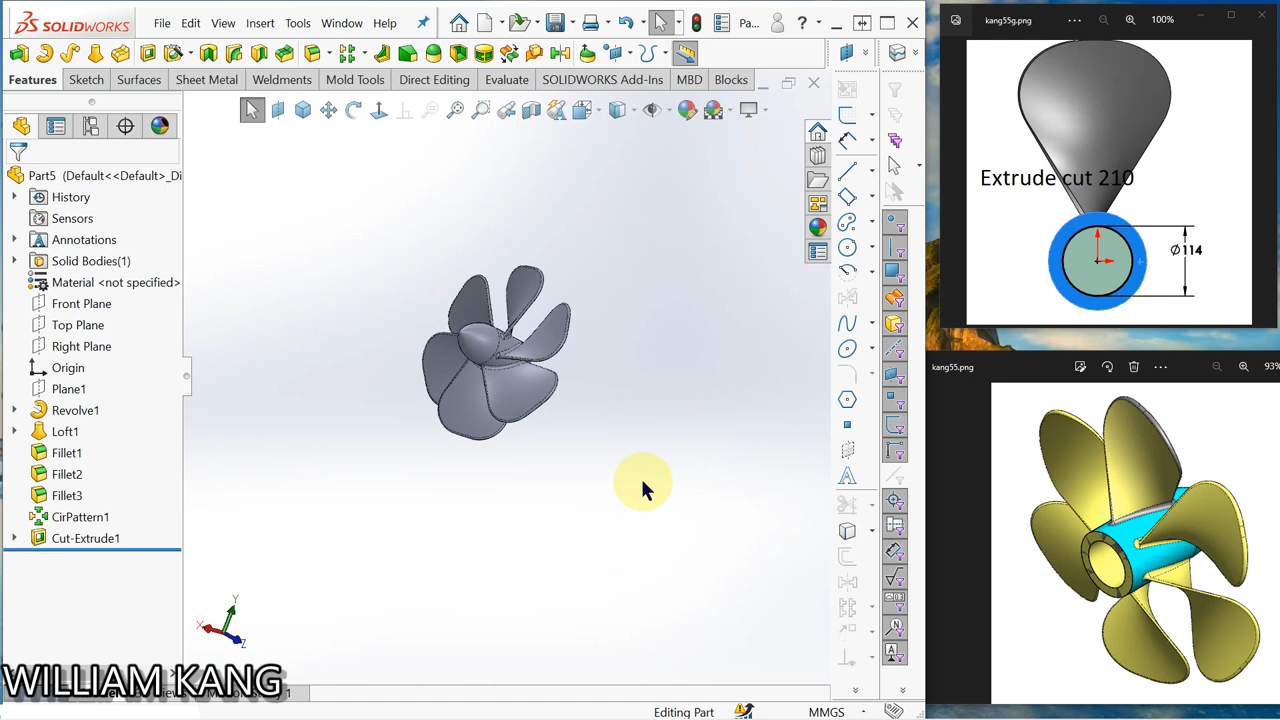 SOLIDWORKS
File
Edit
View
Insert
Tools
Window
Help
Pa...
?
Features
Sketch
Surfaces
Sheet Metal
Weldments
Mold Tools
Direct Editing
Evaluate
SOLIDWORKS Add-Ins
MBD
Blocks
Part5 (Default<<Default>_Di
History
Sensors
Annotations
Solid Bodies(1)
Material <not specified>
Front Plane
Top Plane
Right Plane
Origin
Plane1
Revolve1
Loft1
Fillet1
Fillet2
Fillet3
CirPattern1
Cut-Extrude1
Y
X
Z
WILLIAM KANG
Editing Part
MMGS
kang55g.png
100%
Extrude cut 210
Ø114
kang55.png
93%